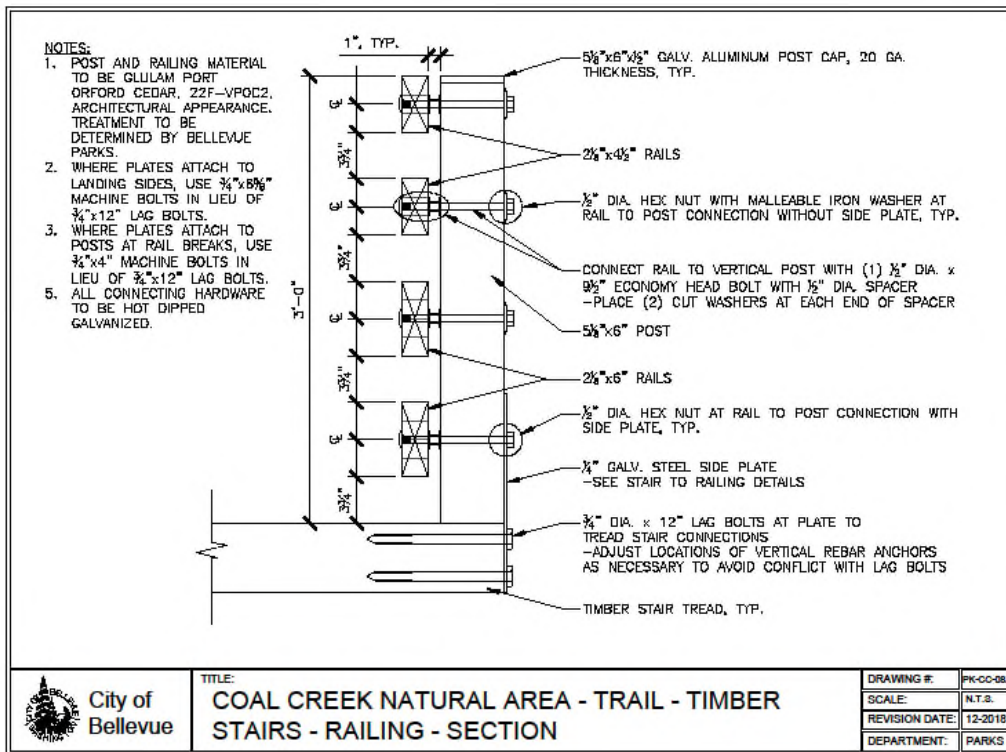 NOTES:
1. POST AND RAILING MATERIAL
TO BE GLULAM PORT
ORFORD CEDAR, 22F-VPOC2,
ARCHITECTURAL APPEARANCE.
TREATMENT TO BE
DETERMINED BY BELLEVUE
PARKS.
2. WHERE PLATES ATTACH TO
LANDING SIDES, USE
MACHINE BOLTS IN LIEU OF
¾"x12" LAG BOLTS.
3. WHERE PLATES ATTACH TO
POSTS AT RAIL BREAKS, USE
¾"x4" MACHINE BOLTS IN
LIEU OF ¾"x12" LAG BOLTS.
5. ALL CONNECTING HARDWARE
TO BE HOT DIPPED
GALVANIZED.
1", TYP.
3'-0"
3¾"
3¾"
3¾"
3¾"
5⅛"x6"x½" GALV. ALUMINUM POST CAP, 20 GA.
THICKNESS, TYP.
2⅛"x4½" RAILS
½" DIA. HEX NUT WITH MALLEABLE IRON WASHER AT
RAIL TO POST CONNECTION WITHOUT SIDE PLATE, TYP.
CONNECT RAIL TO VERTICAL POST WITH (1) ½" DIA. x
9½" ECONOMY HEAD BOLT WITH ½" DIA. SPACER
-PLACE (2) CUT WASHERS AT EACH END OF SPACER
5⅛"x6" POST
2⅛"x6" RAILS
½" DIA. HEX NUT AT RAIL TO POST CONNECTION WITH
SIDE PLATE, TYP.
¼" GALV. STEEL SIDE PLATE
-SEE STAIR TO RAILING DETAILS
¾" DIA. x 12" LAG BOLTS AT PLATE TO
TREAD STAIR CONNECTIONS
-ADJUST LOCATIONS OF VERTICAL REBAR ANCHORS
AS NECESSARY TO AVOID CONFLICT WITH LAG BOLTS
TIMBER STAIR TREAD, TYP.
City of
Bellevue
TITLE:
COAL CREEK NATURAL AREA - TRAIL - TIMBER
STAIRS - RAILING - SECTION
DRAWING #: PK-CC-08
SCALE: N.T.S.
REVISION DATE: 12-2018
DEPARTMENT: PARKS